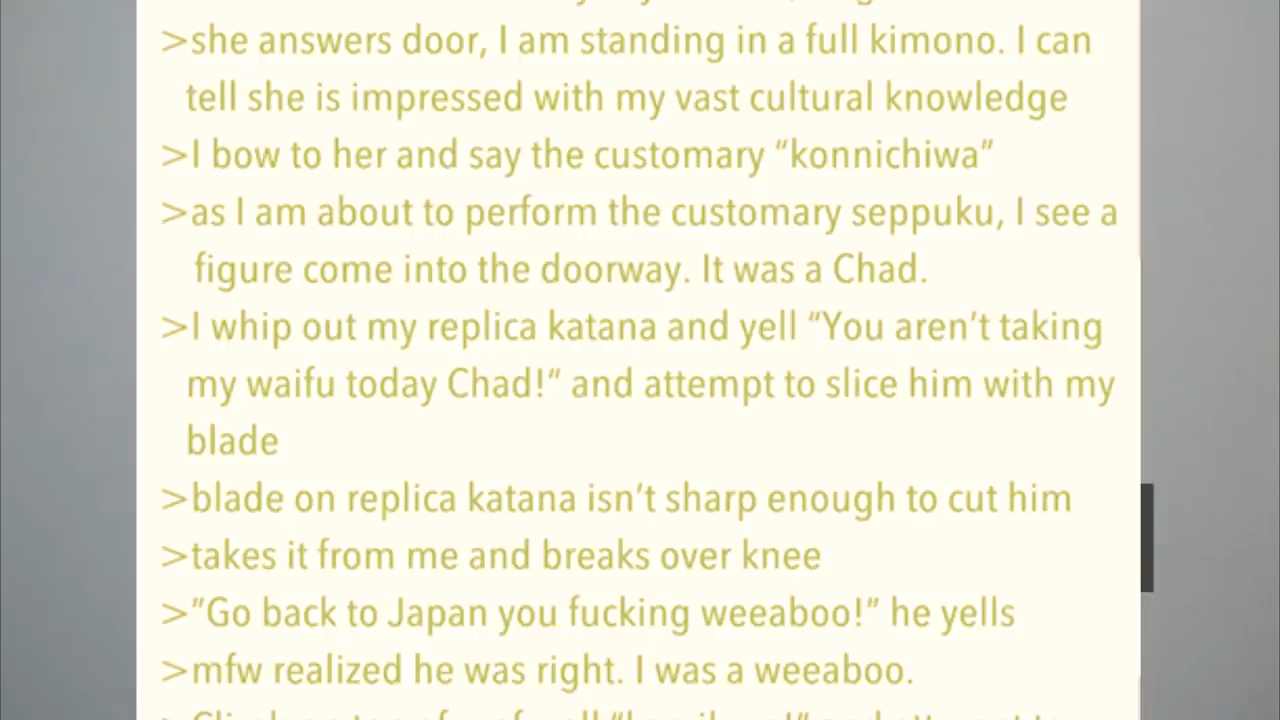 >she answers door, I am standing in a full kimono. I can
tell she is impressed with my vast cultural knowledge
>I bow to her and say the customary “konnichiwa”
>as I am about to perform the customary seppuku, I see a
figure come into the doorway. It was a Chad.
>I whip out my replica katana and yell “You aren’t taking
my waifu today Chad!” and attempt to slice him with my
blade
>blade on replica katana isn’t sharp enough to cut him
>takes it from me and breaks over knee
>”Go back to Japan you fucking weeaboo!” he yells
>mfw realized he was right. I was a weeaboo.